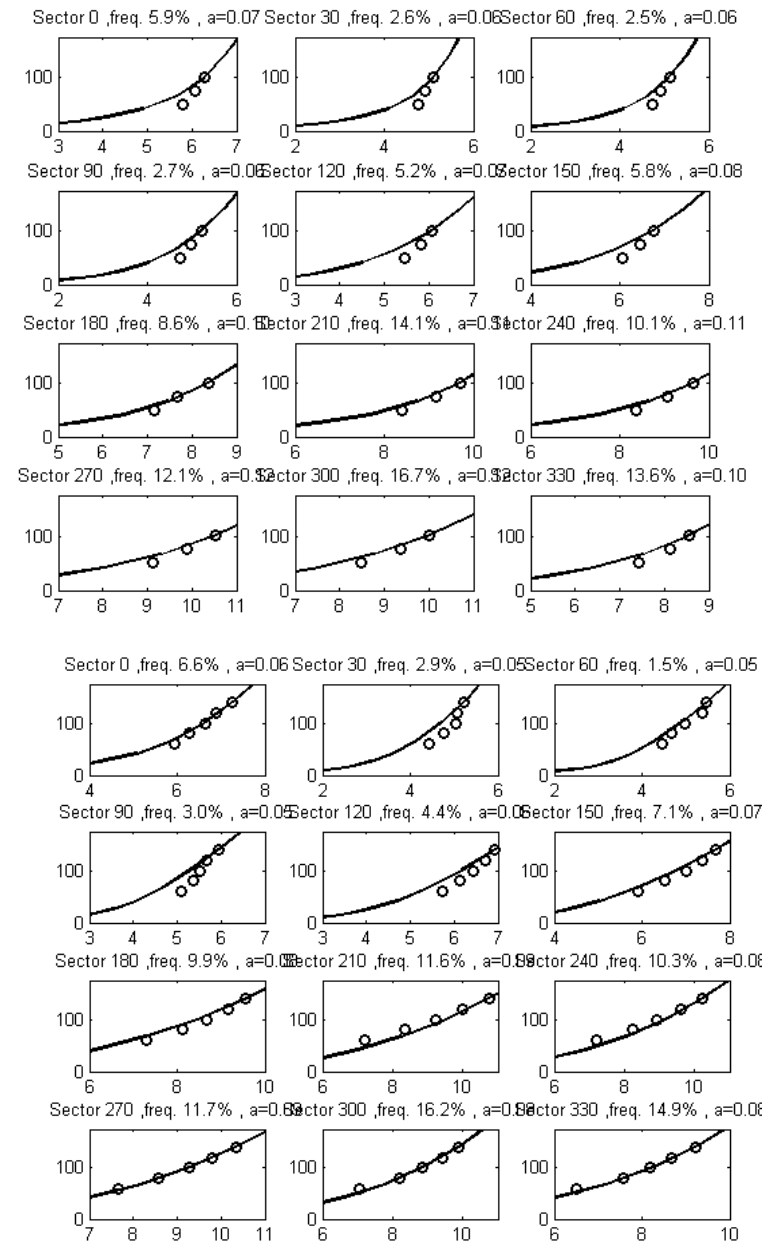 Sector 0 ,freq. 5.9% , a=0.07 Sector 30 ,freq. 2.6% , a=0.06 Sector 60 ,freq. 2.5% , a=0.06
100 0
3 4 5 6 7 2 4 6 2 4 6
Sector 90 ,freq. 2.7% , Sector 120 ,freq. 5.2% , Sector 150 ,freq. 5.8% , a=0.08
100 0
2 4 6 3 4 5 6 7 4 6 8
Sector 180 ,freq. 8.6% , Sector 210 ,freq. 14.1% , Sector 240 ,freq. 10.1% , a=0.11
100 0
5 6 7 8 9 6 8 10 6 8 10
Sector 270 ,freq. 12.1% , Sector 300 ,freq. 16.7% , Sector 330 ,freq. 13.6% , a=0.10
100 0
7 8 9 10 11 7 8 9 10 11 5 6 7 8 9
Sector 0 ,freq. 6.6% , a=0.06 Sector 30 ,freq. 2.9% , a=0.05 Sector 60 ,freq. 1.5% , a=0.05
100 0
4 6 8 2 4 6 2 4 6
Sector 90 ,freq. 3.0% , Sector 120 ,freq. 4.4% , Sector 150 ,freq. 7.1% , a=0.07
100 0
3 4 5 6 7 3 4 5 6 7 4 6 8
Sector 180 ,freq. 9.9% , Sector 210 ,freq. 11.6% , Sector 240 ,freq. 10.3% , a=0.08
100 0
6 8 10 6 8 10 6 8 10
Sector 270 ,freq. 11.7% , Sector 300 ,freq. 16.2% , Sector 330 ,freq. 14.9% , a=0.08
100 0
7 8 9 10 11 6 8 10 6 8 10